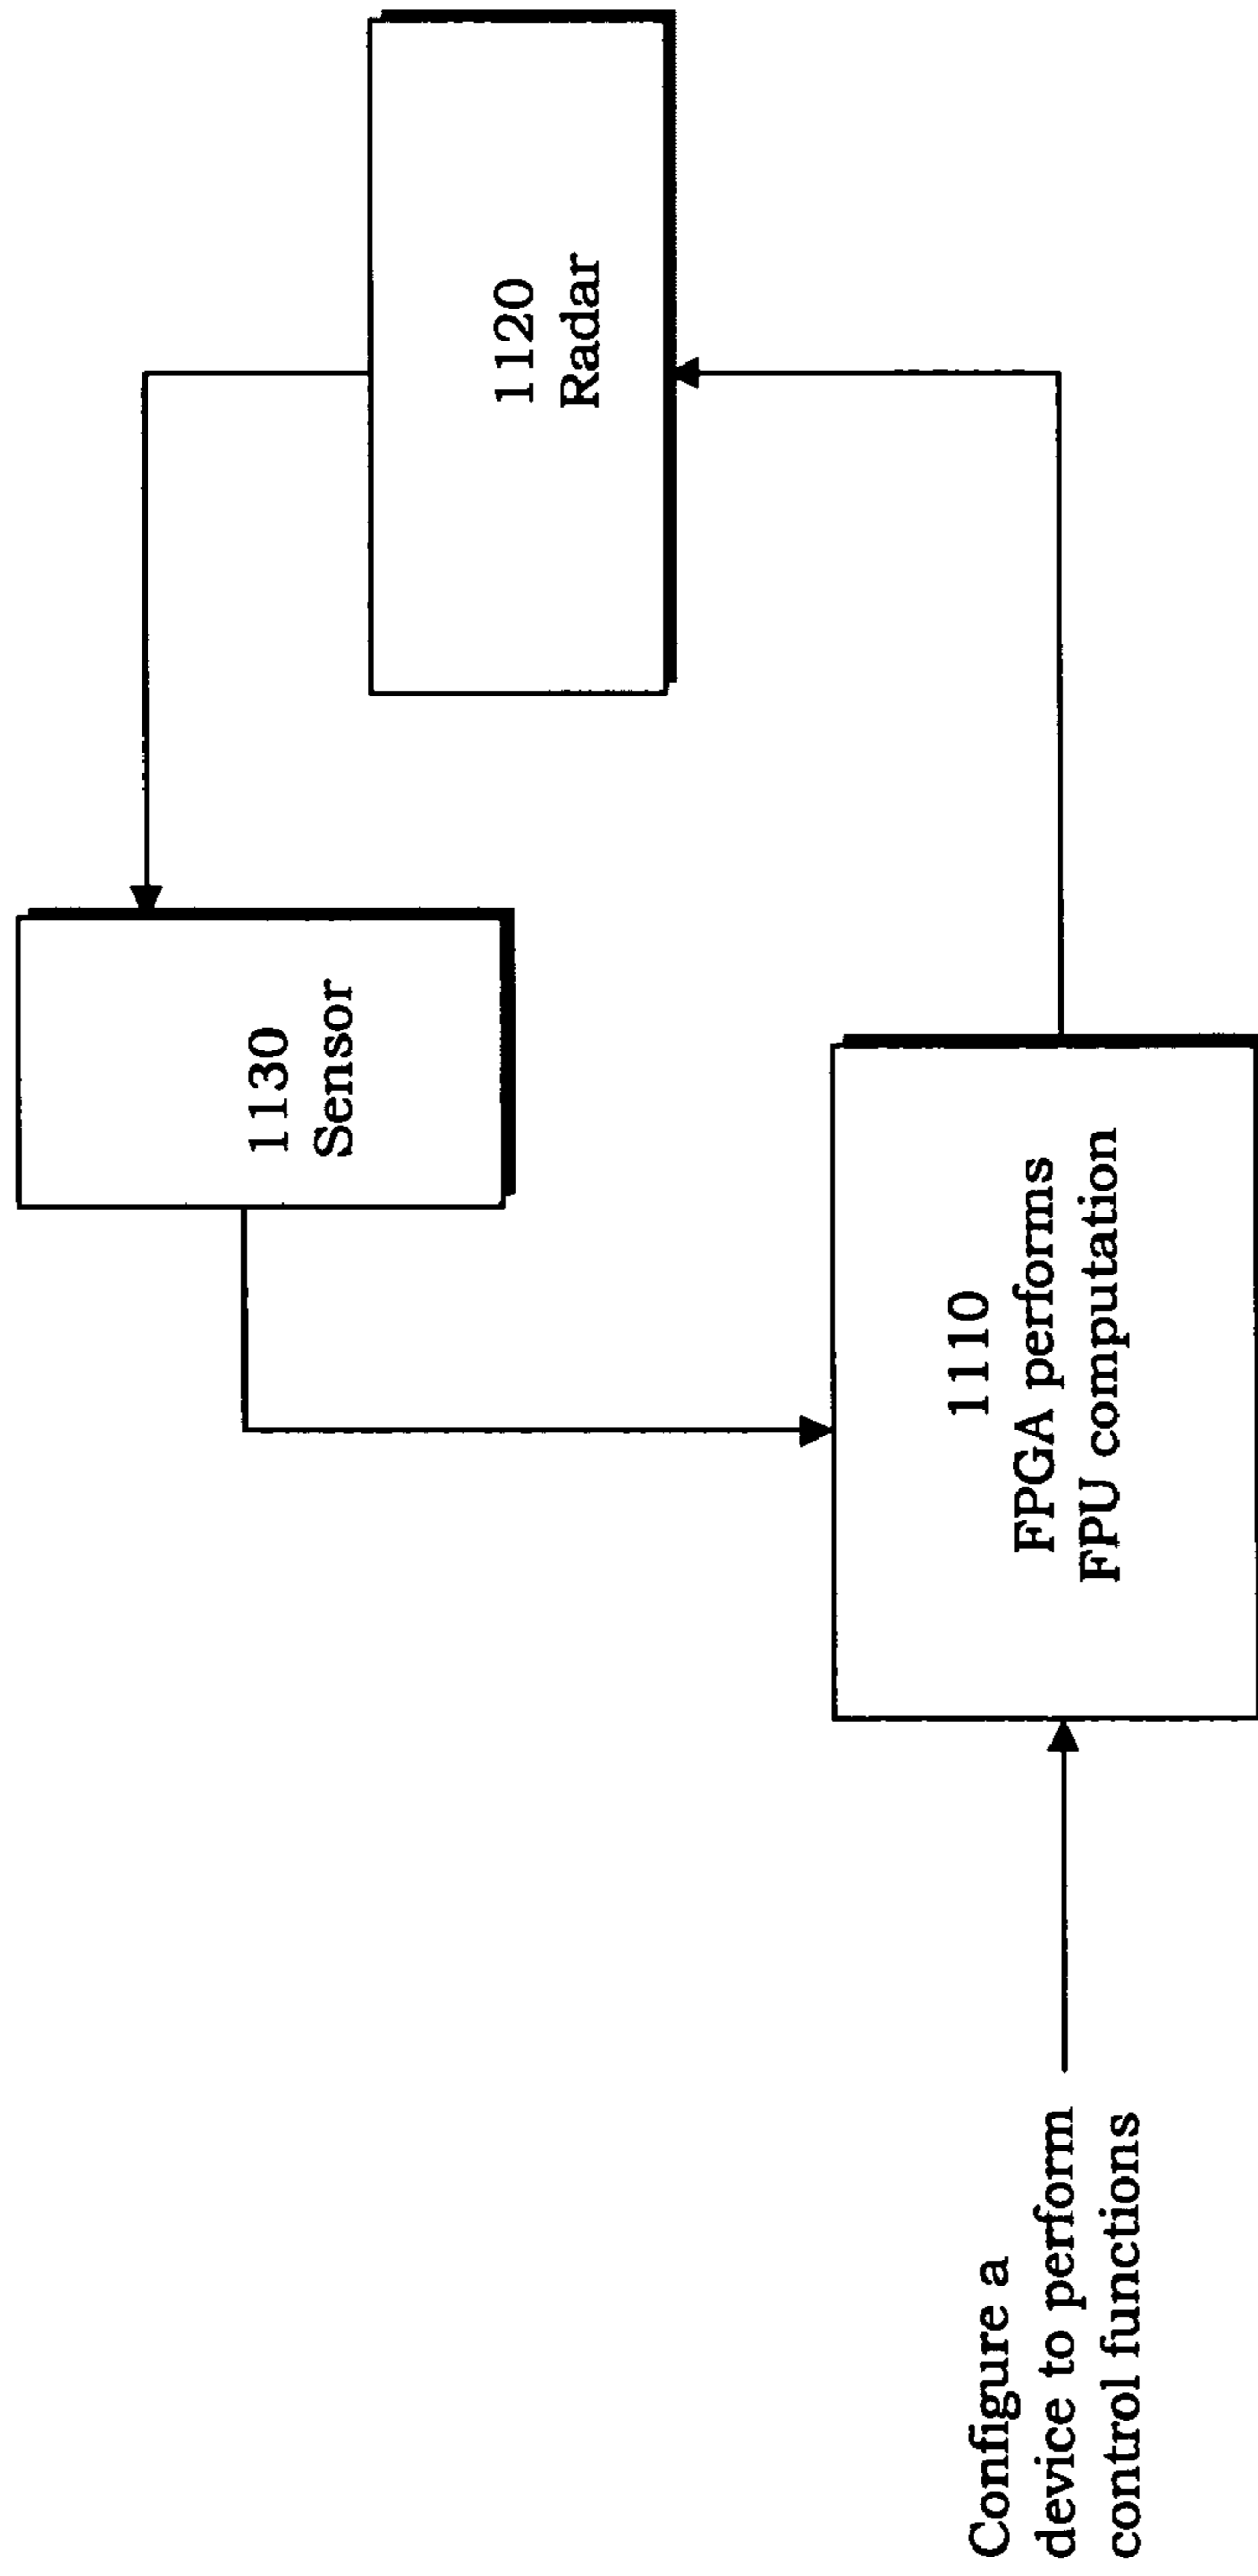 1130
Sensor
1120
Radar
Configure a
device to perform
control functions
1110
FPGA performs
FPU computation